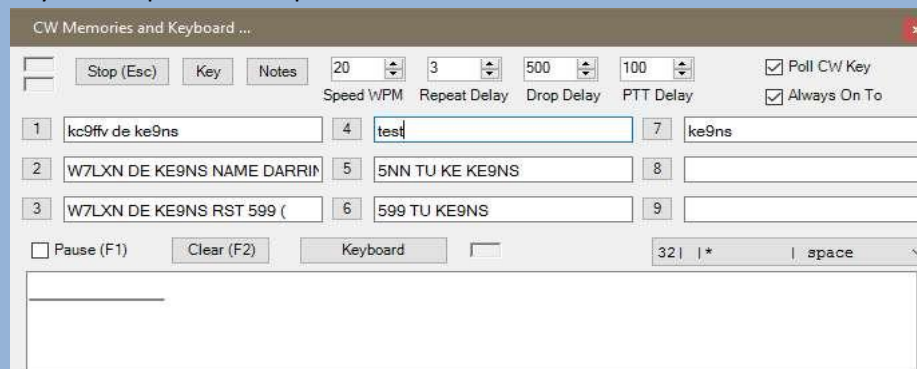 CW Memories and Keyboard ...
Stop (Esc) Key Notes 20 3 500 100 Poll CW Key
Speed WPM Repeat Delay Drop Delay PTT Delay Always On To
1 kc9ffv de ke9ns 4 test 7 ke9ns
2 W7LXN DE KE9NS NAME DARRIN 5 5NN TU KE KE9NS 8
3 W7LXN DE KE9NS RST 599 ( 6 599 TU KE9NS 9
Pause (F1) Clear (F2) Keyboard 32| |* | space